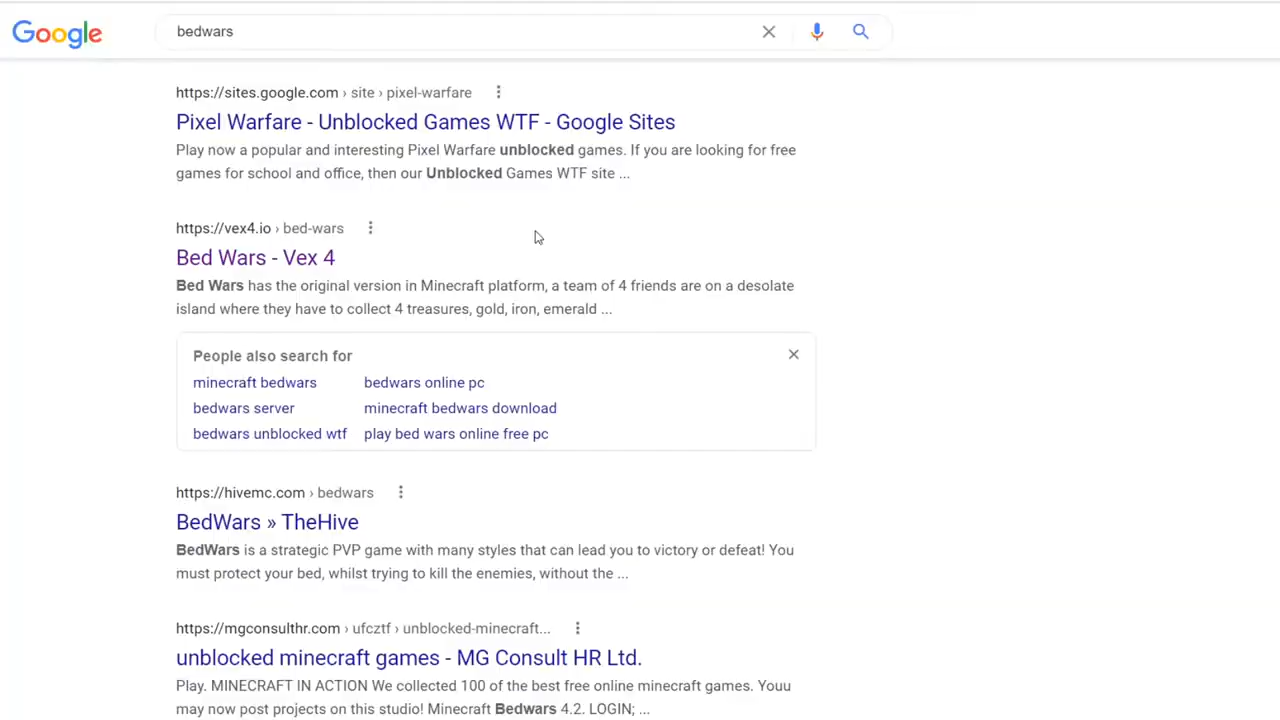 Google
bedwars
https://sites.google.com › site › pixel-warfare
Pixel Warfare - Unblocked Games WTF - Google Sites
Play now a popular and interesting Pixel Warfare unblocked games. If you are looking for free
games for school and office, then our Unblocked Games WTF site ...
https://vex4.io › bed-wars
Bed Wars - Vex 4
Bed Wars has the original version in Minecraft platform, a team of 4 friends are on a desolate
island where they have to collect 4 treasures, gold, iron, emerald ...
People also search for
minecraft bedwars bedwars online pc
bedwars server minecraft bedwars download
bedwars unblocked wtf play bed wars online free pc
https://hivemc.com › bedwars
BedWars » TheHive
BedWars is a strategic PVP game with many styles that can lead you to victory or defeat! You
must protect your bed, whilst trying to kill the enemies, without the ...
https://mgconsulthr.com › ufcztf › unblocked-minecraft...
unblocked minecraft games - MG Consult HR Ltd.
Play. MINECRAFT IN ACTION We collected 100 of the best free online minecraft games. Youu
may now post projects on this studio! Minecraft Bedwars 4.2. LOGIN; ...